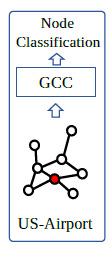 Node
Classification
GCC
US-Airport